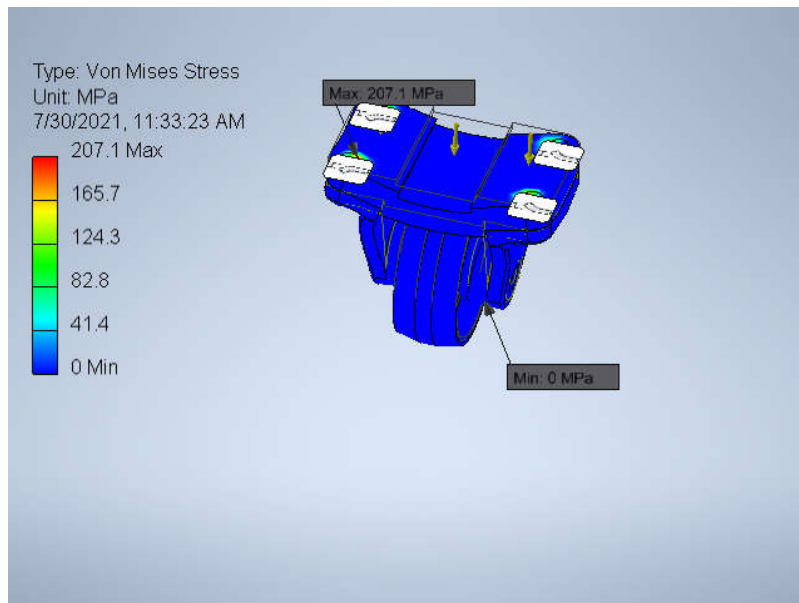 Type: Von Mises Stress
Unit: MPa
7/30/2021, 11:33:23 AM
207.1 Max
165.7
124.3
82.8
41.4
0 Min
Max: 207.1 MPa
Min: 0 MPa